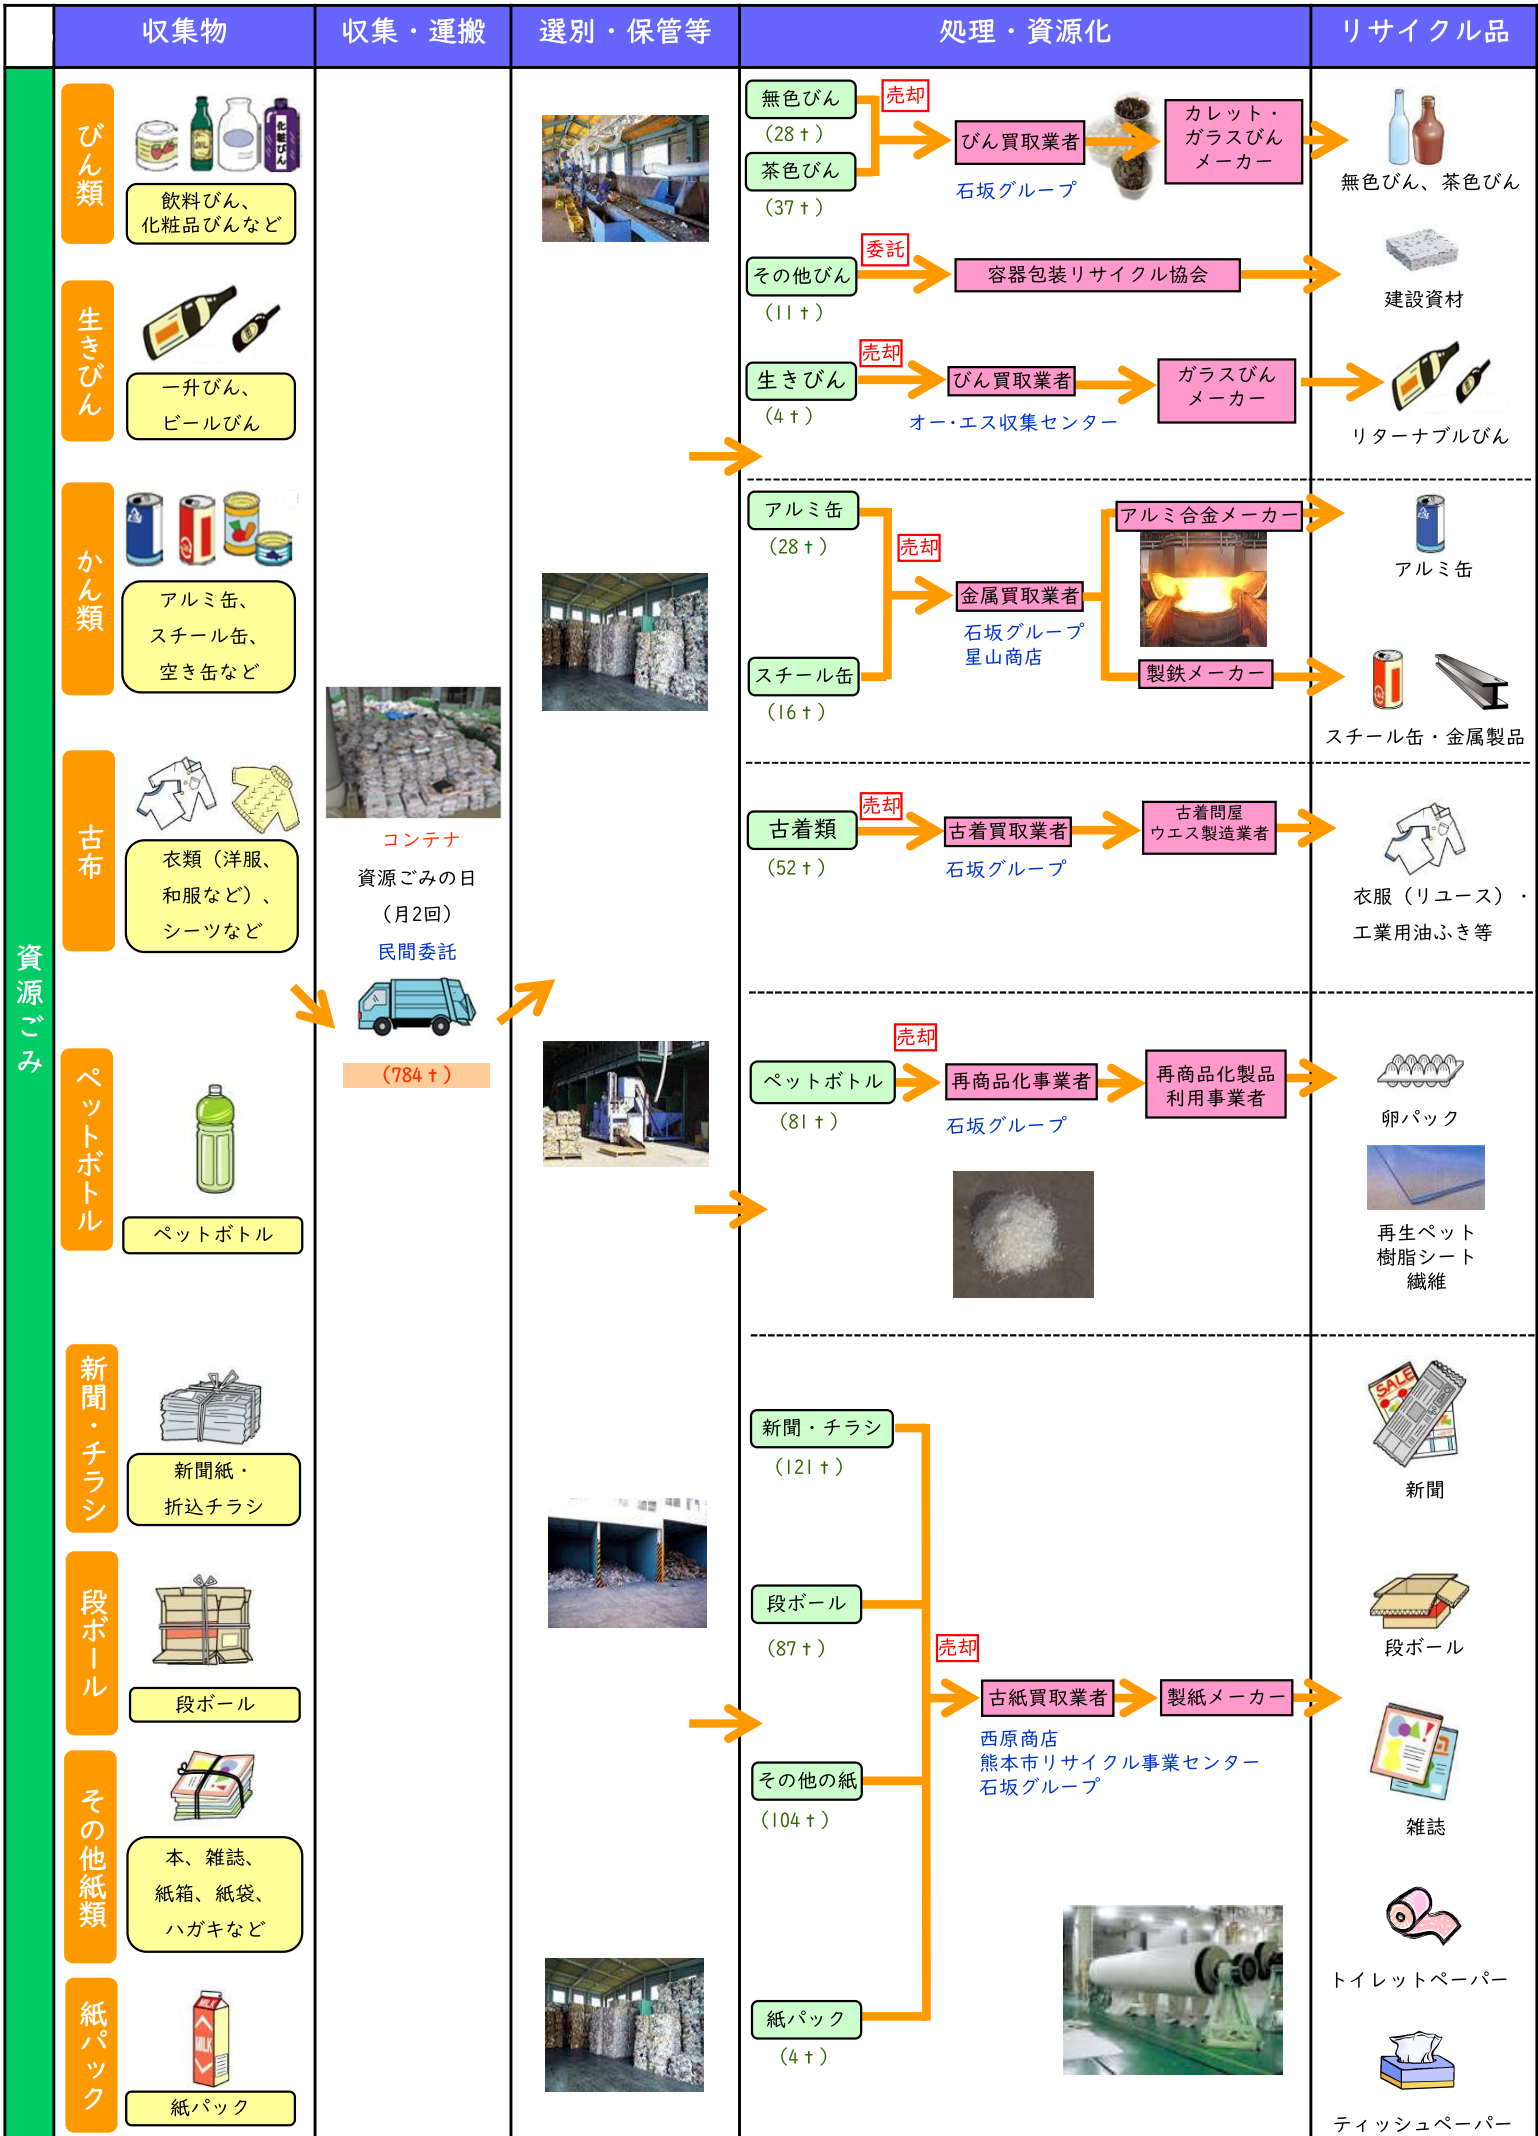 収集物
収集・運搬
選別・保管等
処理・資源化
リサイクル品
資源ごみ
びん類
化粧びん
飲料びん、
化粧品びんなど
生きびん
一升びん、
ビールびん
かん類
アルミ缶、
スチール缶、
空き缶など
古布
衣類（洋服、
和服など）、
シーツなど
ペットボトル
ペットボトル
新聞・チラシ
新聞紙・
折込チラシ
段ボール
段ボール
その他紙類
本、雑誌、
紙箱、紙袋、
ハガキなど
紙パック
MILK
紙パック
コンテナ
資源ごみの日
（月2回）
民間委託
（784ｔ）
無色びん
（28ｔ）
茶色びん
（37ｔ）
売却
びん買取業者
石坂グループ
カレット・
ガラスびん
メーカー
無色びん、茶色びん
その他びん
（11ｔ）
委託
容器包装リサイクル協会
建設資材
生きびん
（4ｔ）
売却
びん買取業者
オー・エス収集センター
ガラスびん
メーカー
リターナブルびん
アルミ缶
（28ｔ）
スチール缶
（16ｔ）
売却
金属買取業者
石坂グループ
星山商店
アルミ合金メーカー
製鉄メーカー
アルミ缶
スチール缶・金属製品
古着類
（52ｔ）
売却
古着買取業者
石坂グループ
古着問屋
ウエス製造業者
衣服（リユース）・
工業用油ふき等
ペットボトル
（81ｔ）
売却
再商品化事業者
石坂グループ
再商品化製品
利用事業者
卵パック
再生ペット
樹脂シート
繊維
新聞・チラシ
（121ｔ）
段ボール
（87ｔ）
その他の紙
（104ｔ）
紙パック
（4ｔ）
売却
古紙買取業者
西原商店
熊本市リサイクル事業センター
石坂グループ
製紙メーカー
SALE
新聞
段ボール
雑誌
トイレットペーパー
ティッシュペーパー